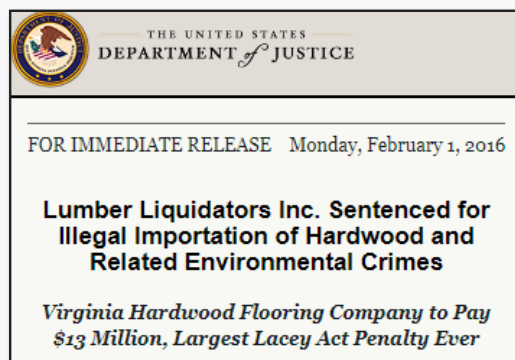 THE UNITED STATES
DEPARTMENT of JUSTICE
FOR IMMEDIATE RELEASE Monday, February 1, 2016
Lumber Liquidators Inc. Sentenced for
Illegal Importation of Hardwood and
Related Environmental Crimes
Virginia Hardwood Flooring Company to Pay
$13 Million, Largest Lacey Act Penalty Ever